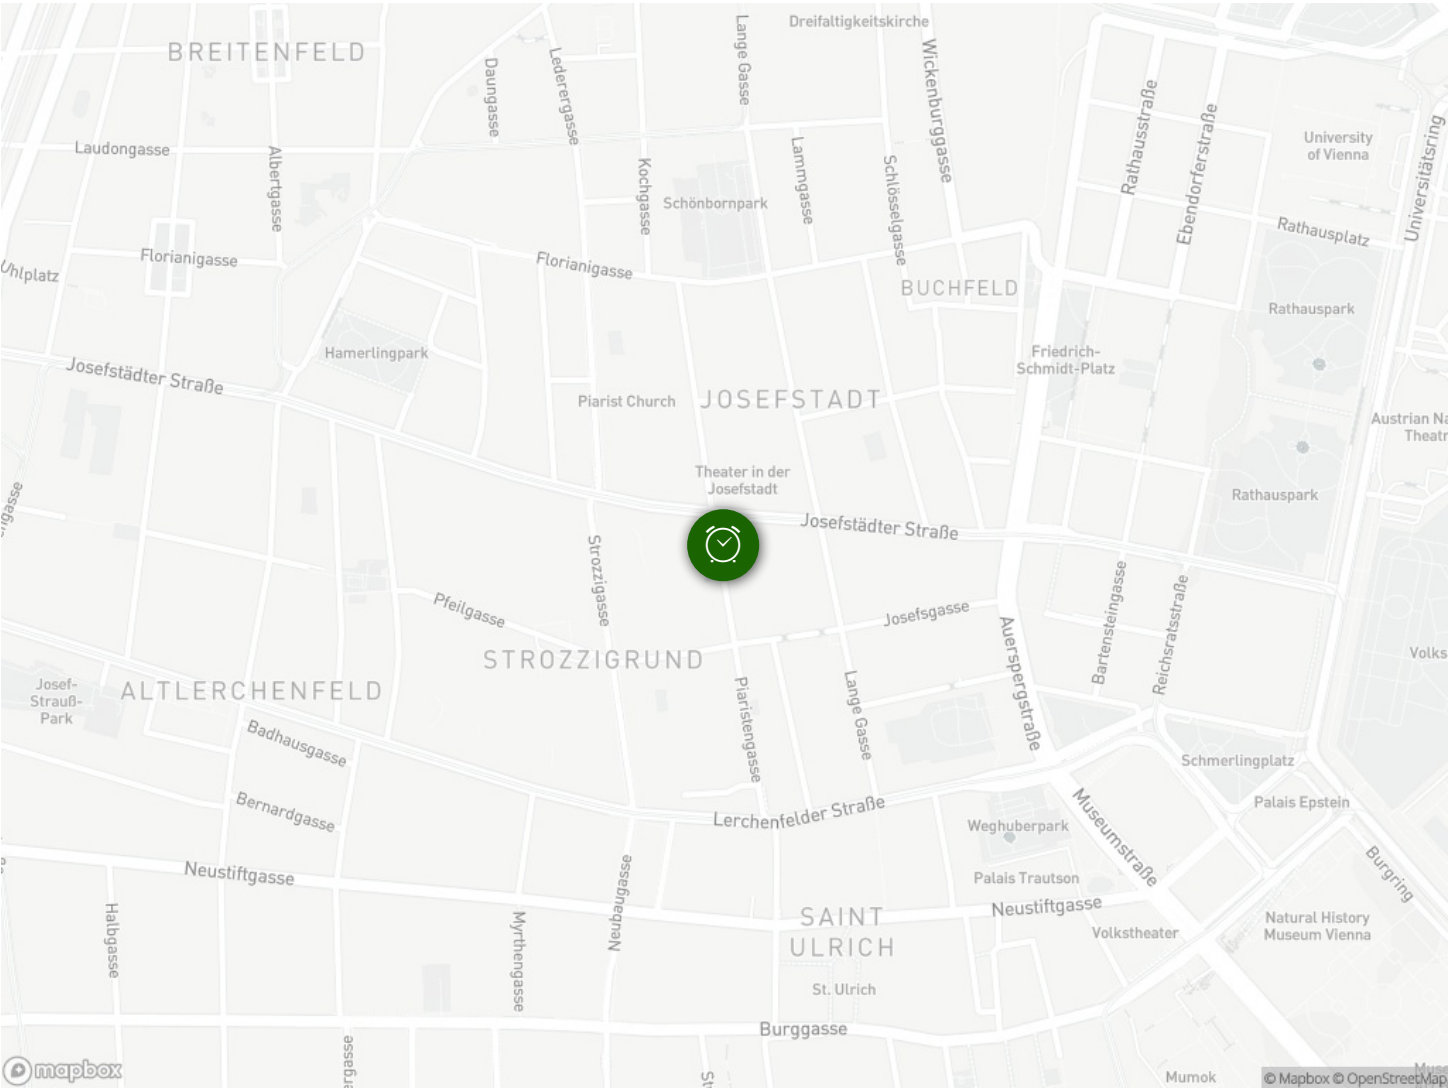 Dreifaltigkeitskirche
Lange Gasse
BREITENFELD
Wickenburggasse
Daungasse
Lederergasse
Rathausstraße
Ebendorferstraße
University
of Vienna
Universitätsring
Laudongasse
Albertgasse
Kochgasse
Lammgasse
Schlösselgasse
Schönbornpark
Rathausplatz
Florianigasse
Florianigasse
Uhlplatz
BUCHFELD
Rathauspark
Hamerlingpark
Friedrich-
Schmidt-Platz
Josefstädter Straße
Piarist Church
JOSEFSTADT
Austrian Na
Theatr
Theater in der
Josefstadt
Rathauspark
Josefstädter Straße
Strozzigasse
Pfeilgasse
Josefsgasse
Bartensteingasse
Reichsratsstraße
Auerspergstraße
STROZZIGRUND
Volks
Josef-
Strauß-
Park
ALTLERCHENFELD
Piaristengasse
Lange Gasse
Badhausgasse
Schmerlingplatz
Bernardgasse
Lerchenfelder Straße
Palais Epstein
Weghuberpark
Museumstraße
Neustiftgasse
Palais Trautson
Burgring
Neubaugasse
Neustiftgasse
Halbgasse
Myrthengasse
SAINT
ULRICH
Volkstheater
Natural History
Museum Vienna
St. Ulrich
Burggasse
mapbox
Mumok
© Mapbox © OpenStreetMap